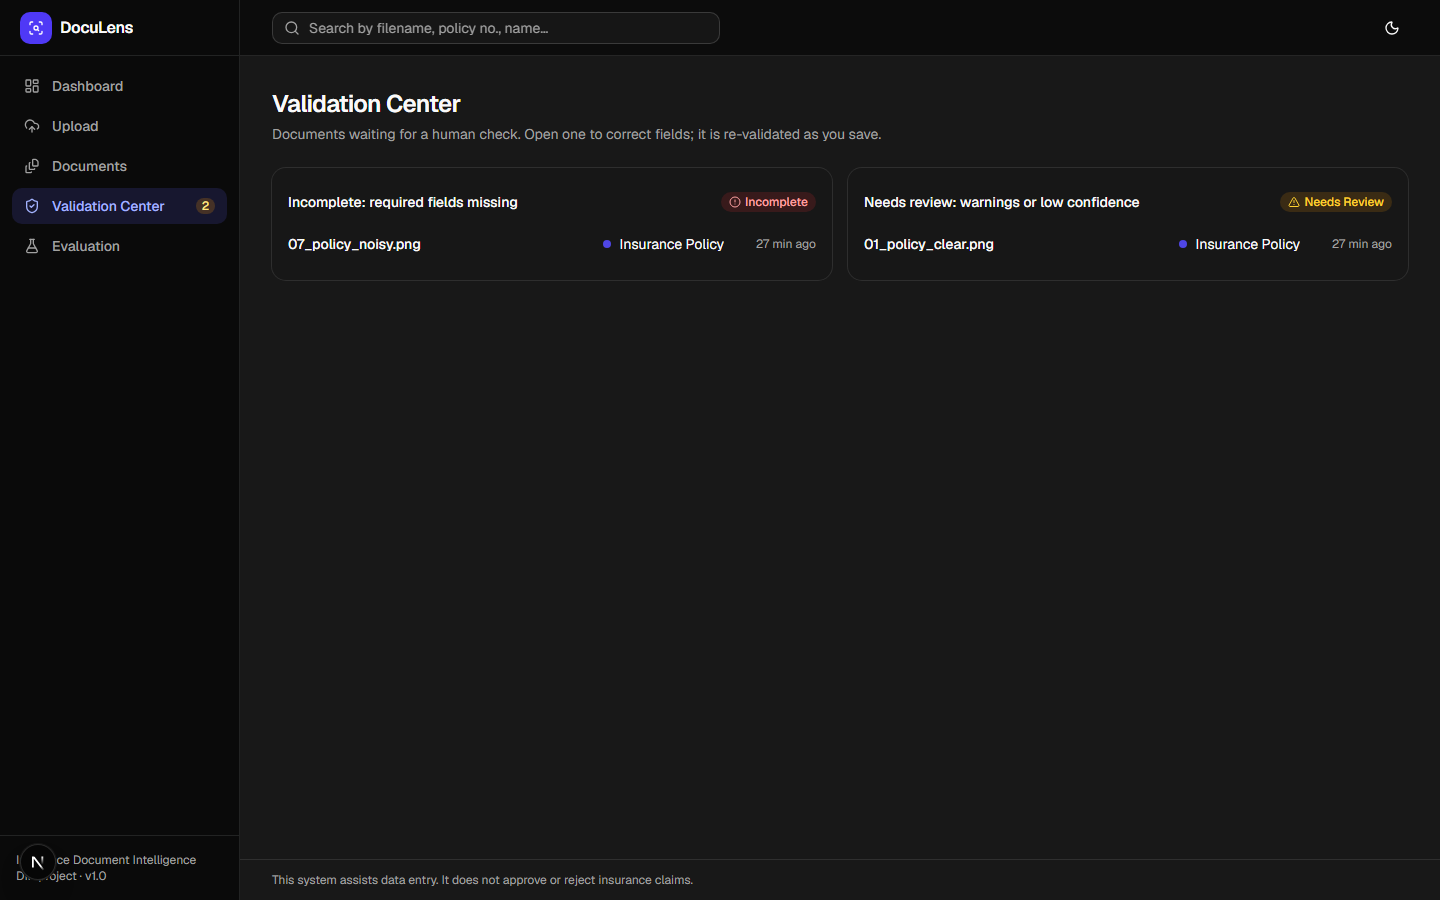 DocuLens
Search by filename, policy no., name...
Dashboard
Upload
Documents
Validation Center 2
Evaluation
Validation Center
Documents waiting for a human check. Open one to correct fields; it is re-validated as you save.
Incomplete: required fields missing Incomplete
07_policy_noisy.png Insurance Policy 27 min ago
Needs review: warnings or low confidence Needs Review
01_policy_clear.png Insurance Policy 27 min ago
Document Intelligence
v1.0
This system assists data entry. It does not approve or reject insurance claims.